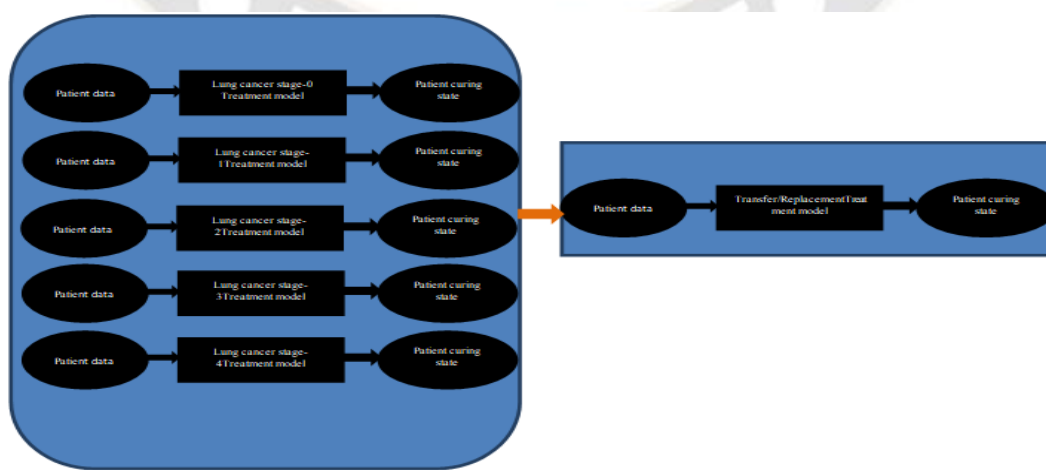 Patient data
Lung cancer stage-0
Treatment model
Patient curing
state
Patient data
Lung cancer stage-
1Treatment model
Patient curing
state
Patient data
Lung cancer stage-
2Treatment model
Patient curing
state
Patient data
Lung cancer stage-
3Treatment model
Patient curing
state
Patient data
Lung cancer stage-
4Treatment model
Patient curing
state
Patient data
Transfer/ReplacementTreat
ment model
Patient curing
state